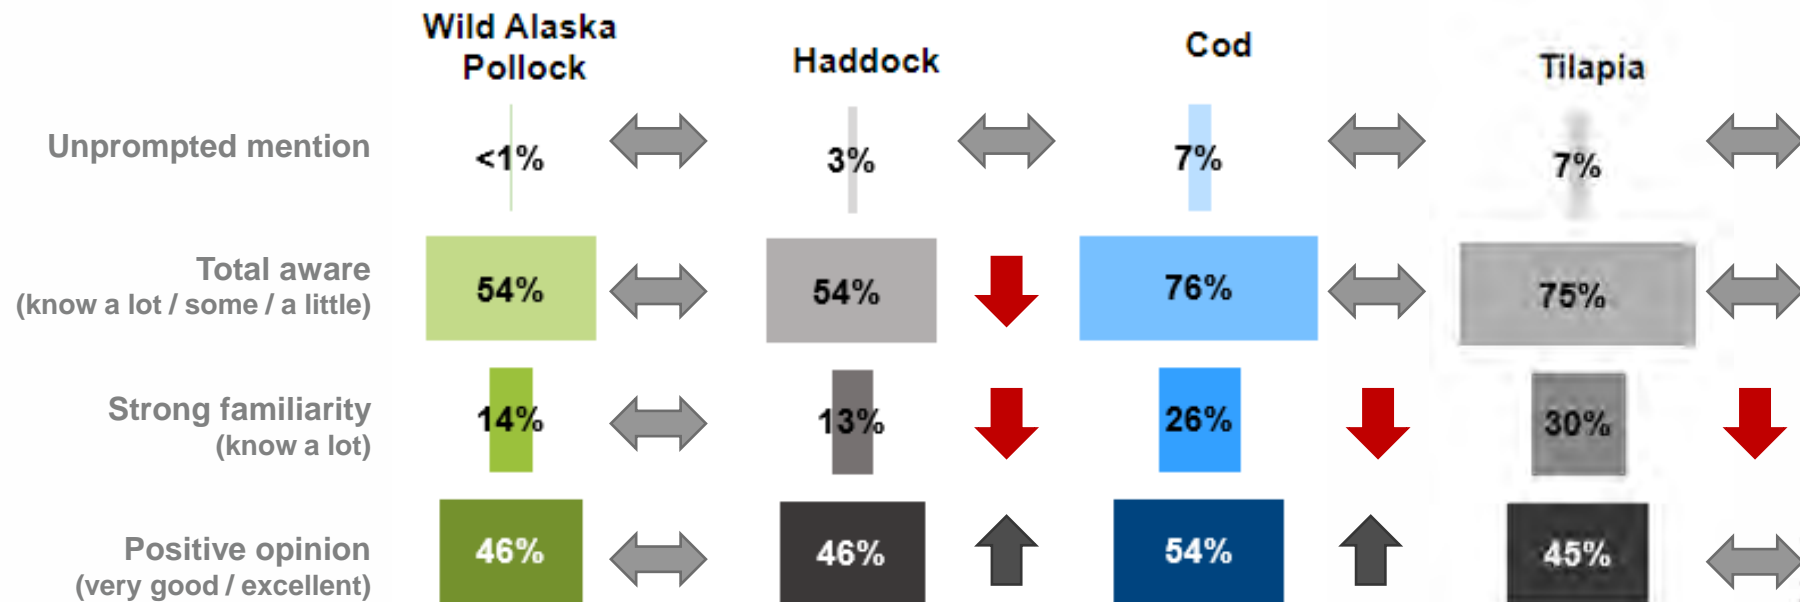 Wild Alaska
Pollock
Haddock
Cod
Tilapia
Unprompted mention
<1%
3%
7%
7%
Total aware
(know a lot / some / a little)
54%
54%
76%
75%
Strong familiarity
(know a lot)
14%
13%
26%
30%
Positive opinion
(very good / excellent)
46%
46%
54%
45%